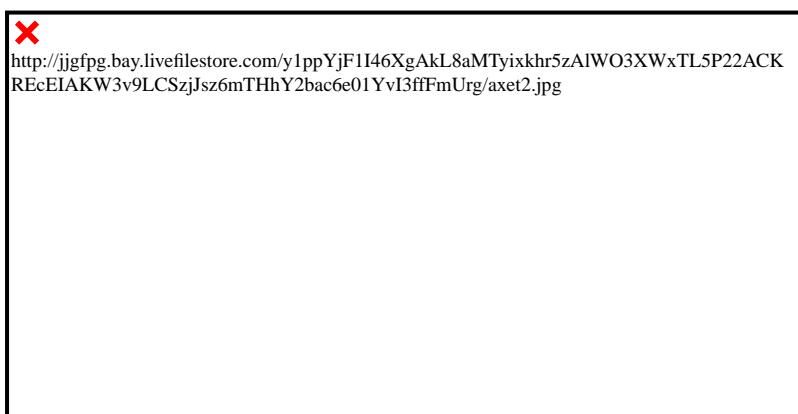 http://jjgfpg.bay.livefilestore.com/y1ppYjF1I46XgAkL8aMTyixkhr5zAlWO3XWxTL5P22ACK
REcEIAKW3v9LCSzjJsz6mTHhY2bac6e01YvI3ffFmUrg/axet2.jpg